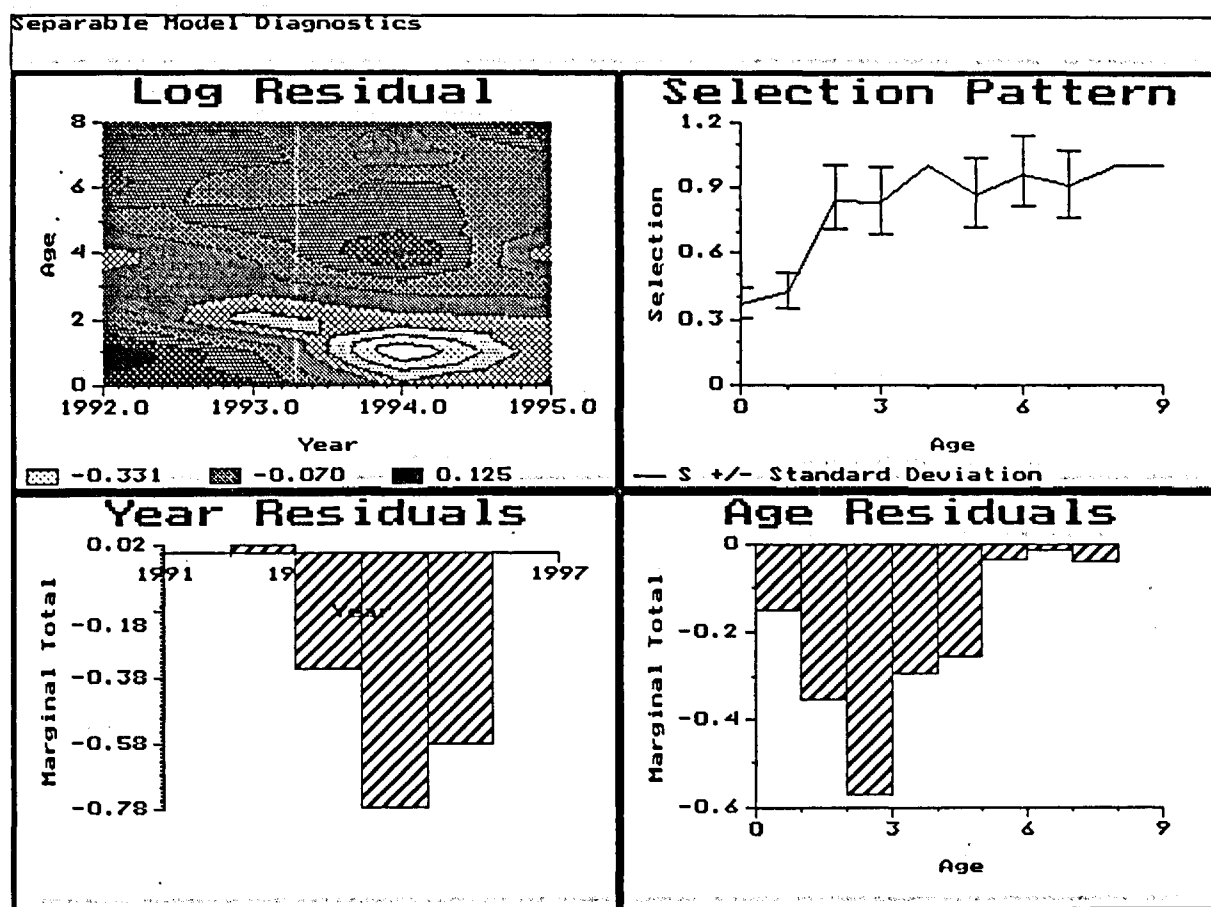 Separable Model Diagnostics
Log Residual
8
6
4
2
0
Age
1992.0 1993.0 1994.0 1995.0
Year
-0.331 -0.070 0.125
Selection Pattern
1.2
0.9
0.6
0.3
0
Selection
0 3 6 9
Age
S +/- Standard Deviation
Year Residuals
0.02
-0.18
-0.38
-0.58
-0.78
Marginal Total
1991 1997
Year
Age Residuals
0
-0.2
-0.4
-0.6
Marginal Total
0 3 6 9
Age